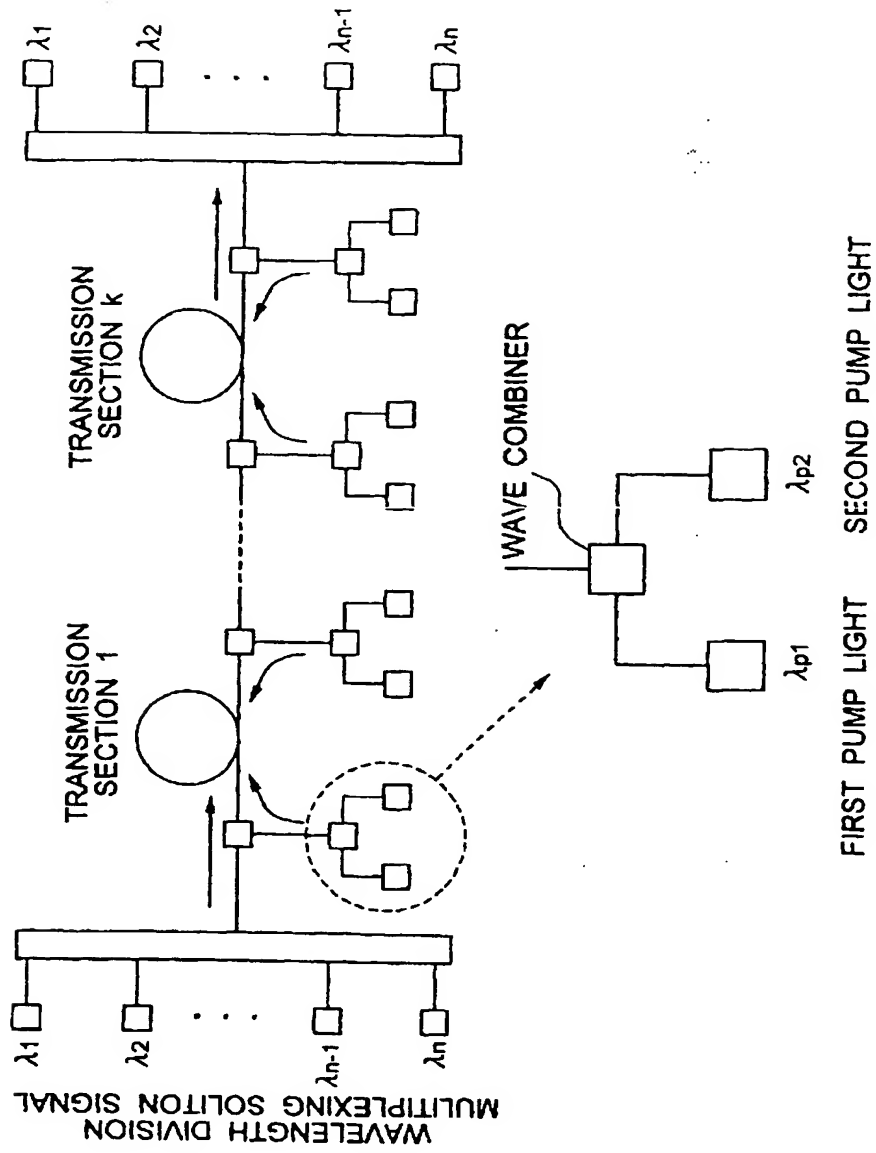 WAVELENGTH DIVISION
MULITIPLEXING SOLITON SIGNAL
λ1
λ2
. . .
λn-1
λn
TRANSMISSION
SECTION 1
TRANSMISSION
SECTION k
λ1
λ2
. . .
λn-1
λn
WAVE COMBINER
λp1
λp2
FIRST PUMP LIGHT
SECOND PUMP LIGHT